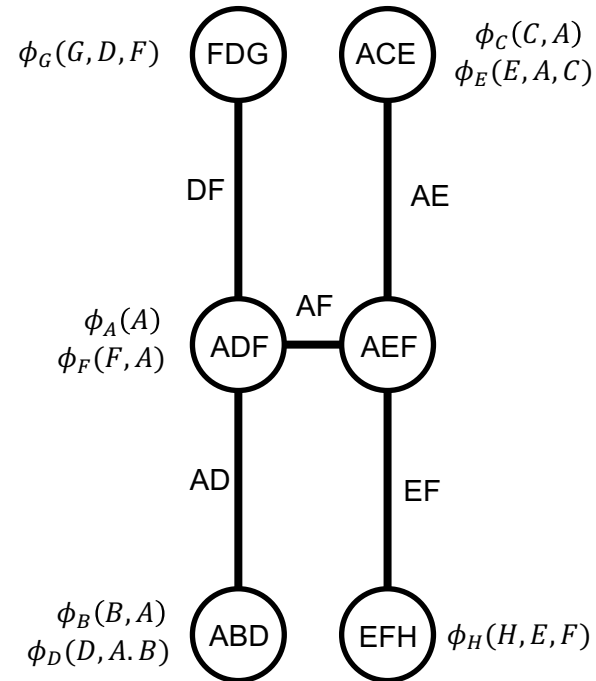 ϕ_G(G, D, F)
FDG
ACE
ϕ_C(C, A)
ϕ_E(E, A, C)
DF
AE
AF
ϕ_A(A)
ϕ_F(F, A)
ADF
AEF
AD
EF
ϕ_B(B, A)
ϕ_D(D, A. B)
ABD
EFH
ϕ_H(H, E, F)